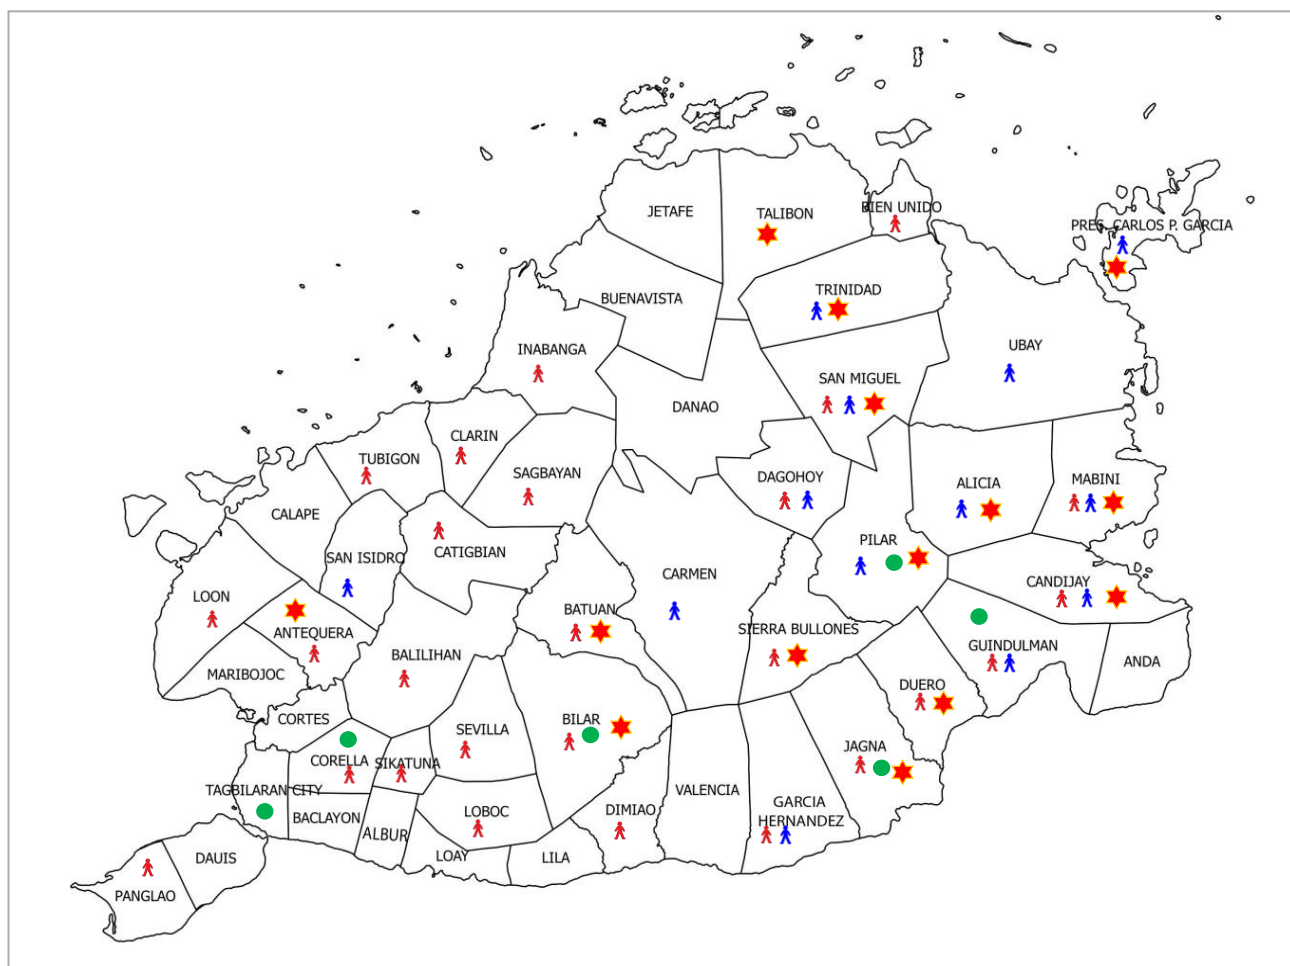 JETAFE
TALIBON
BIEN UNIDO
PRES. CARLOS P. GARCIA
TRINIDAD
BUENAVISTA
UBAY
INABANGA
SAN MIGUEL
DANAO
CLARIN
TUBIGON
SAGBAYAN
DAGOHOY
ALICIA
MABINI
CALAPE
PILAR
SAN ISIDRO
CATIGBIAN
CARMEN
CANDIJAY
LOON
BATUAN
ANTEQUERA
SIERRA BULLONES
GUINDULMAN
BALILIHAN
ANDA
MARIBOJOC
DUERO
CORTES
BILAR
SEVILLA
JAGNA
CORELLA
SIKATUNA
TAGBILARAN CITY
VALENCIA
GARCIA
HERNANDEZ
BACLAYON
LOBOC
DIMIAO
ALBUR
LOAY
LILA
DAUIS
PANGLAO